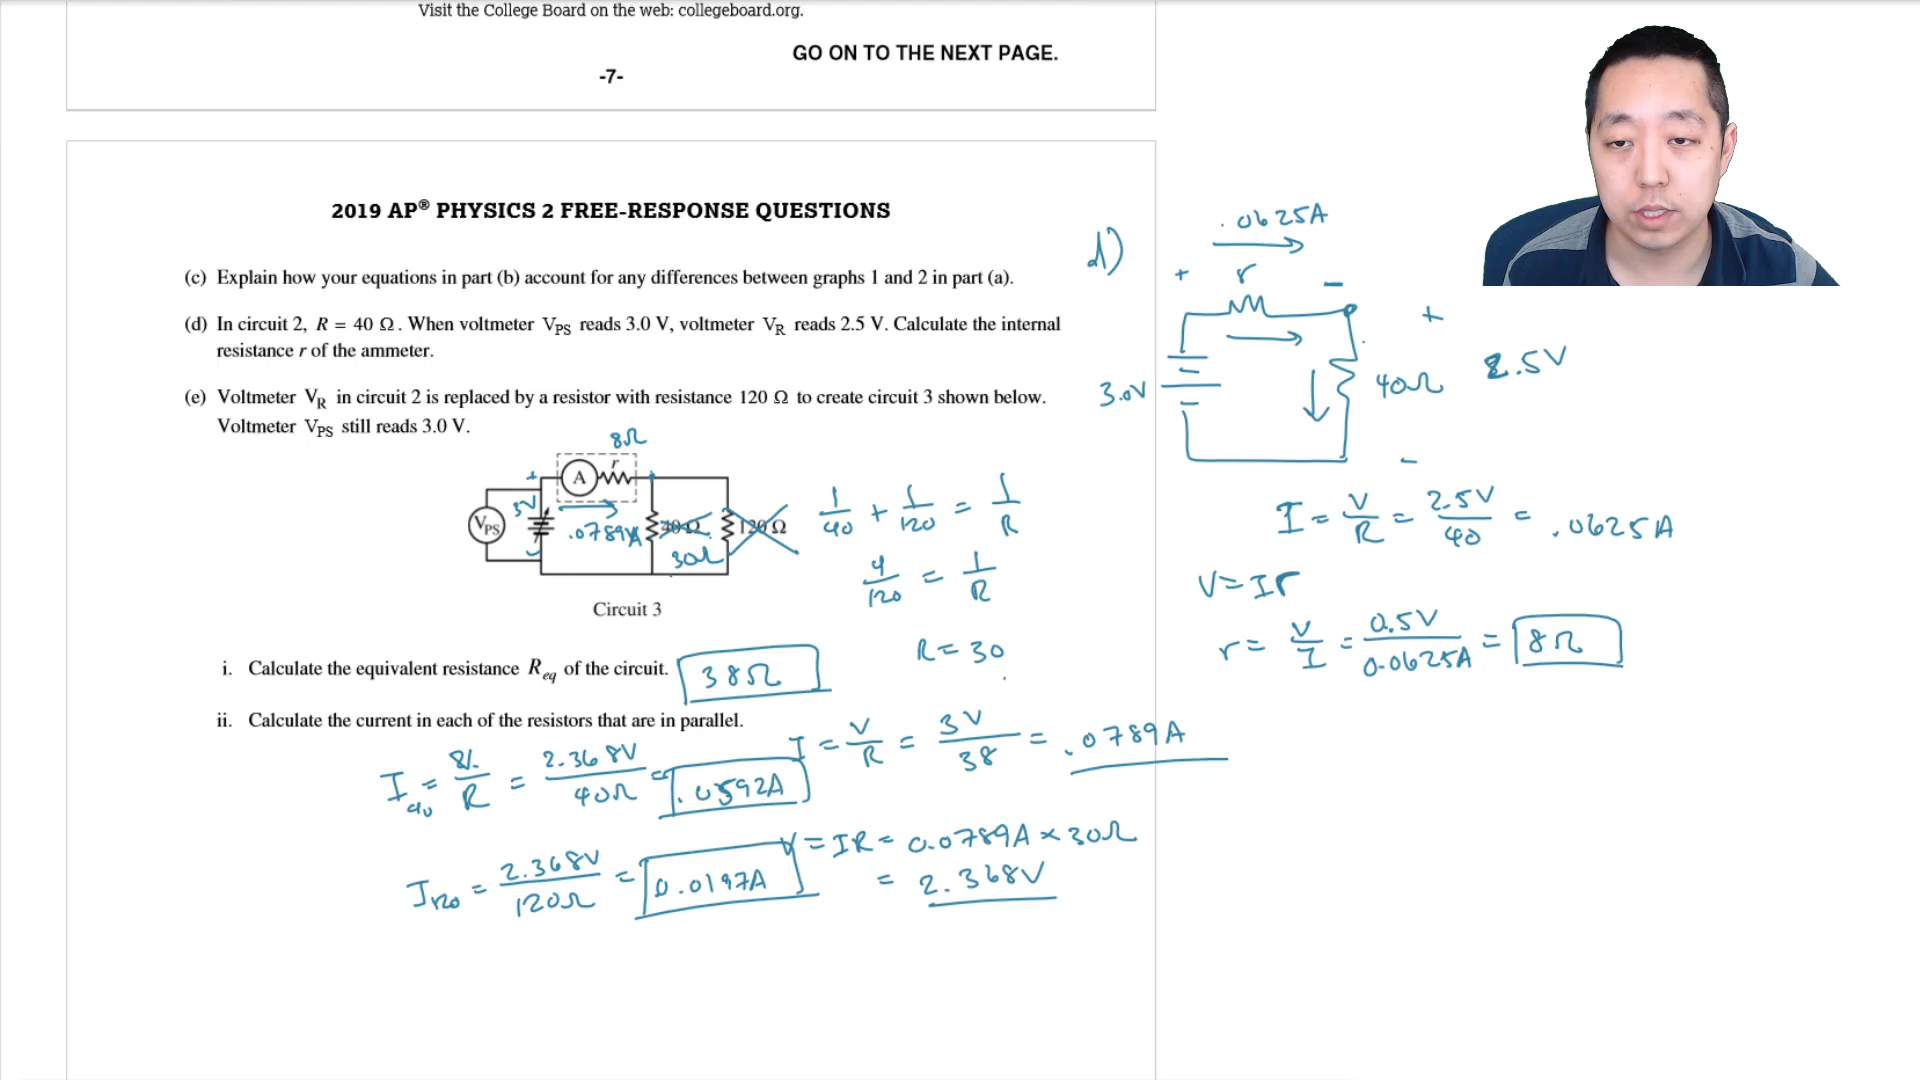 Visit the College Board on the web: collegeboard.org.
GO ON TO THE NEXT PAGE.
-7-
2019 AP® PHYSICS 2 FREE-RESPONSE QUESTIONS
(c) Explain how your equations in part (b) account for any differences between graphs 1 and 2 in part (a).
(d) In circuit 2, R = 40 Ω. When voltmeter V_PS reads 3.0 V, voltmeter V_R reads 2.5 V. Calculate the internal
resistance r of the ammeter.
(e) Voltmeter V_R in circuit 2 is replaced by a resistor with resistance 120 Ω to create circuit 3 shown below.
Voltmeter V_PS still reads 3.0 V.
8Ω
A r
+
3V
V_PS
.0789A
40 Ω
120 Ω
30Ω
Circuit 3
1/40 + 1/120 = 1/R
4/120 = 1/R
R = 30
i. Calculate the equivalent resistance R_eq of the circuit. 38Ω
ii. Calculate the current in each of the resistors that are in parallel.
I = V/R = 3V/38 = .0789A
I_40 = V/R = 2.368V/40Ω = .0592A
V = IR = 0.0789A × 30Ω
= 2.368V
I_120 = 2.368V/120Ω = 0.0197A
d)
.0625A
+ r −
+
3.0V
40Ω
2.5V
−
I = V/R = 2.5V/40 = .0625A
V = Ir
r = V/I = 0.5V/0.0625A = 8Ω